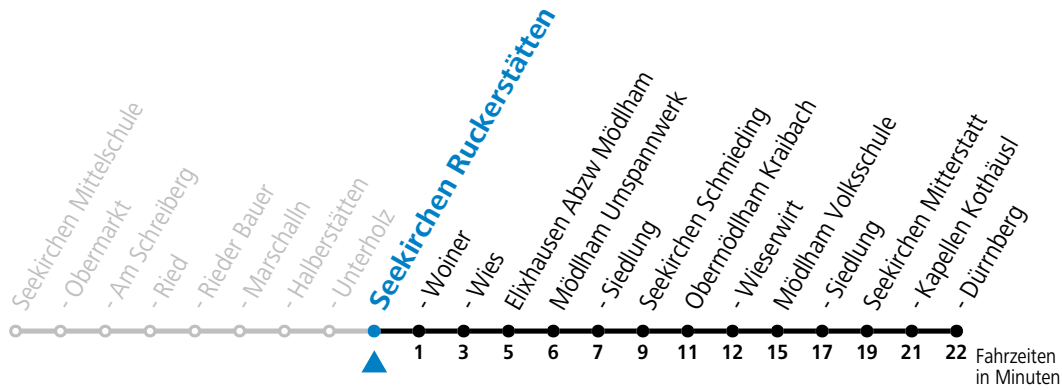 Seekirchen Mittelschule
- Obermarkt
- Am Schreiberg
- Ried
- Rieder Bauer
- Marschalln
- Halberstätten
- Unterholz
Seekirchen Ruckerstätten
- Woiner
- Wies
Elixhausen Abzw Mödlham
Mödlham Umspannwerk
- Siedlung
Seekirchen Schmieding
Obermödlham Kraibach
- Wieserwirt
Mödlham Volksschule
- Siedlung
Seekirchen Mitterstatt
- Kapellen Kothäusl
- Dürrnberg
1 3 5 6 7 9 11 12 15 17 19 21 22 Fahrzeiten
in Minuten